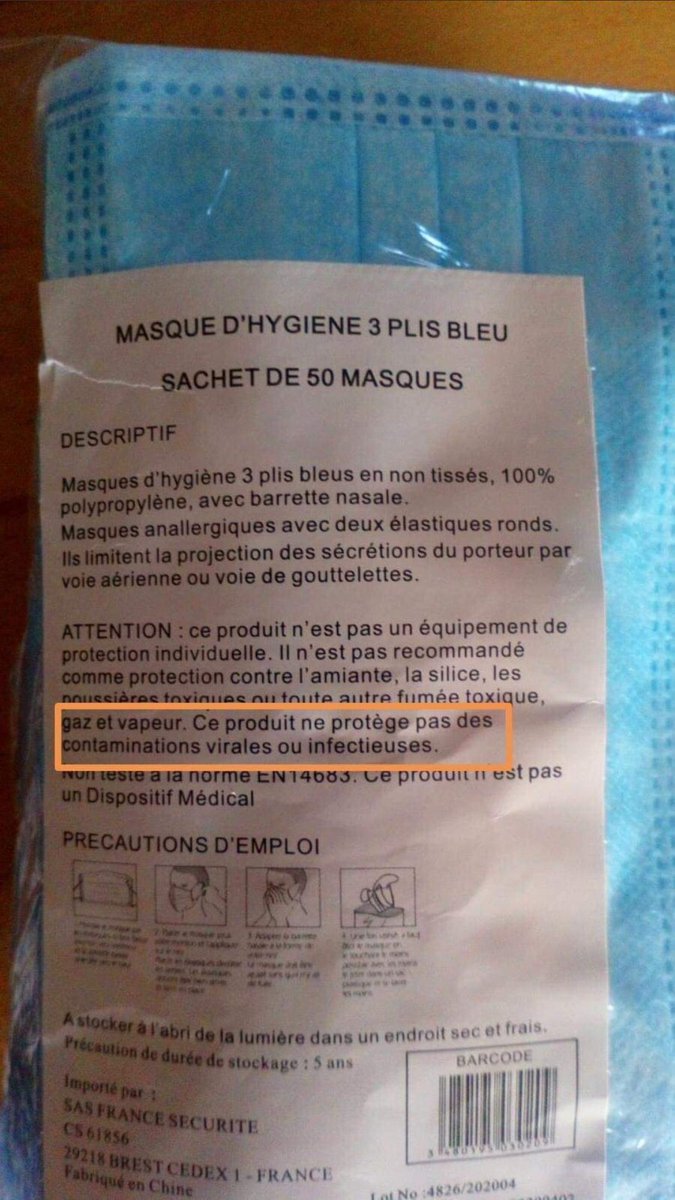 MASQUE D'HYGIENE 3 PLIS BLEU
SACHET DE 50 MASQUES
DESCRIPTIF
Masques d'hygiène 3 plis bleus en non tissés, 100%
polypropylène, avec barrette nasale.
Masques anallergiques avec deux élastiques ronds.
Ils limitent la projection des sécrétions du porteur par
voie aérienne ou voie de gouttelettes.
ATTENTION : ce produit n'est pas un équipement de
protection individuelle. Il n'est pas recommandé
comme protection contre l'amiante, la silice, les
poussières toxiques ou toute autre fumée toxique,
gaz et vapeur. Ce produit ne protège pas des
contaminations virales ou infectieuses.
Non testé à la norme EN14683. Ce produit n'est pas
un Dispositif Médical
PRECAUTIONS D'EMPLOI
A stocker à l'abri de la lumière dans un endroit sec et frais.
Précaution de durée de stockage : 5 ans
BARCODE
Importé par :
SAS FRANCE SECURITE
CS 61856
29218 BREST CEDEX 1 - FRANCE
Fabriqué en Chine
Lot No :4826/202004